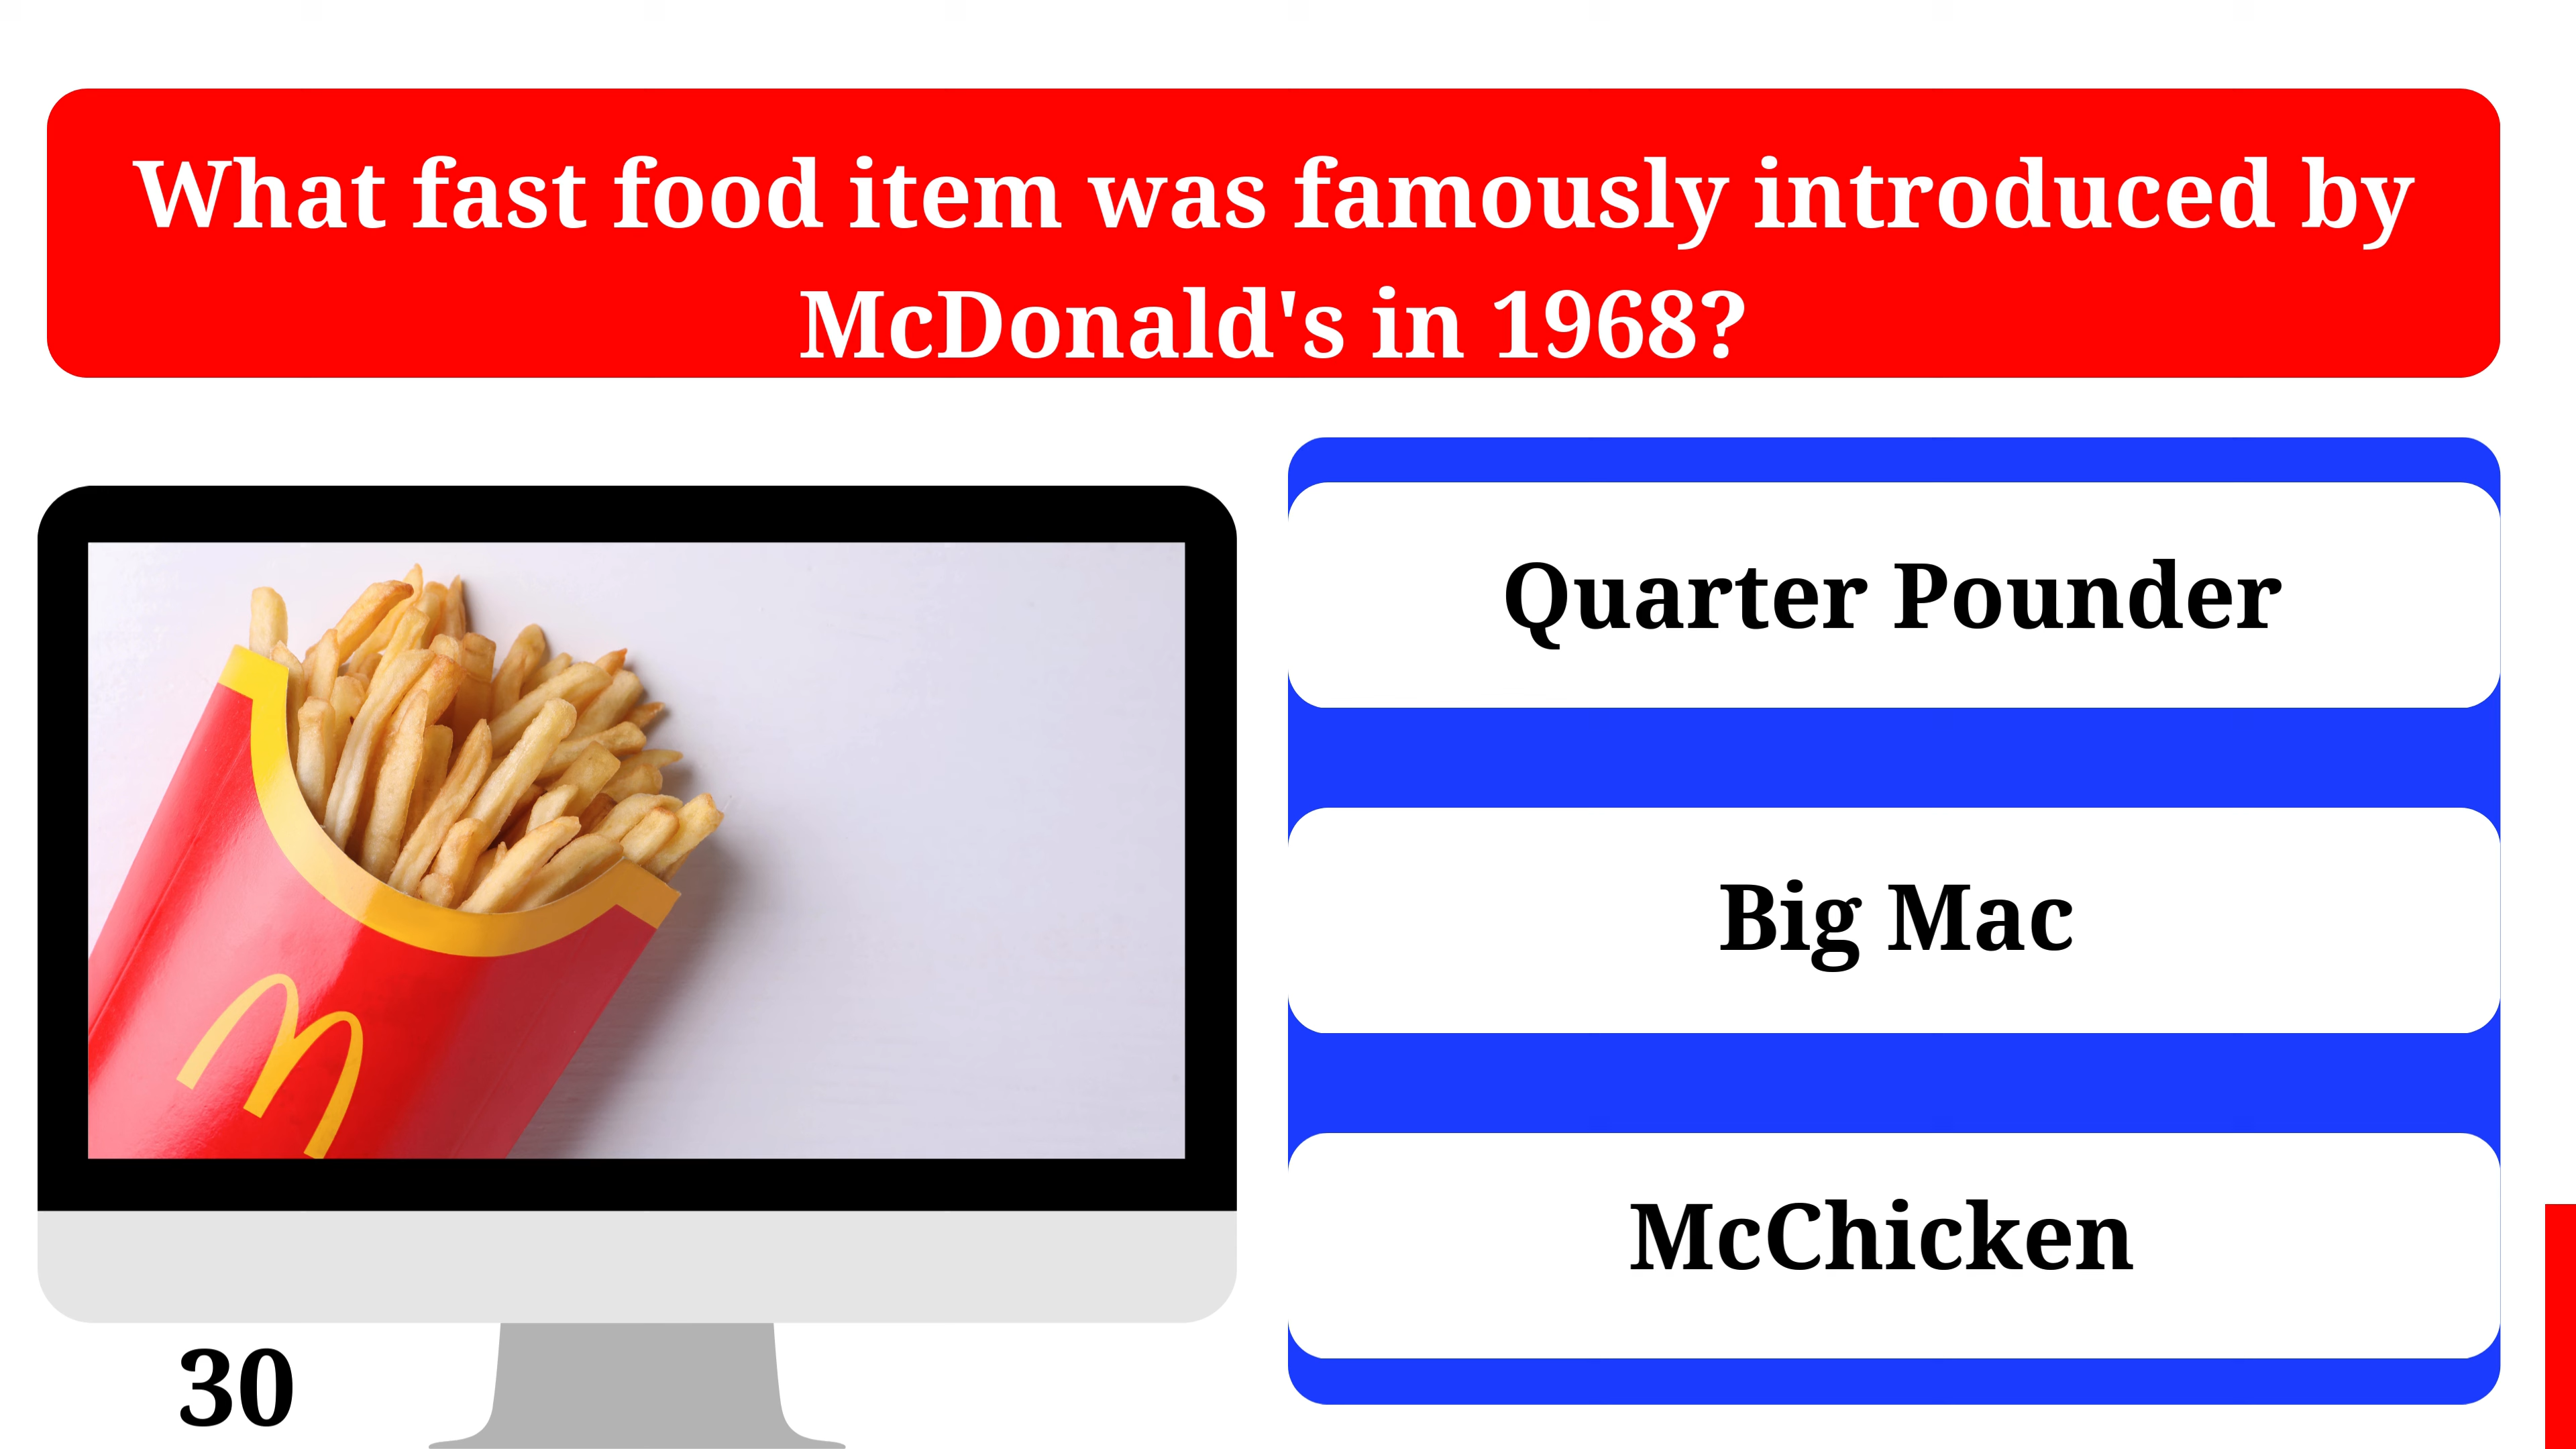 What fast food item was famously introduced by
McDonald's in 1968?
Quarter Pounder
Big Mac
McChicken
30